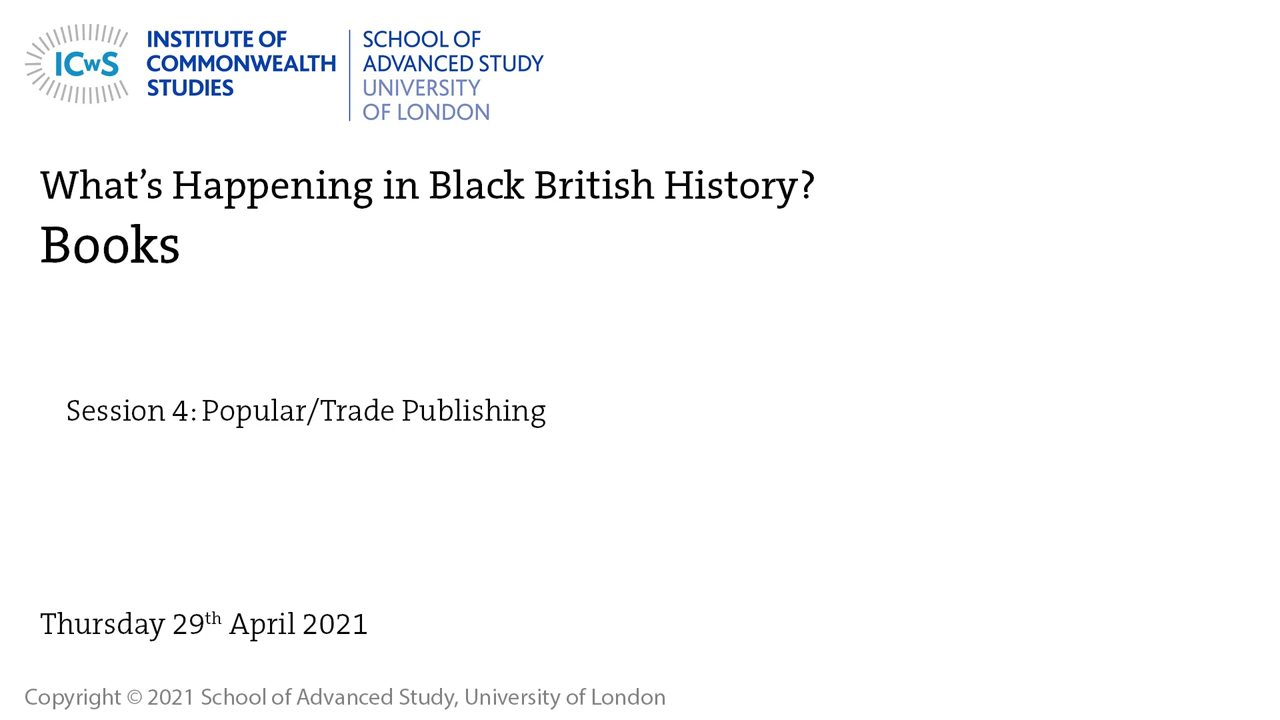 ICwS
INSTITUTE OF
COMMONWEALTH
STUDIES
SCHOOL OF
ADVANCED STUDY
UNIVERSITY
OF LONDON
What’s Happening in Black British History?
Books
Session 4: Popular/Trade Publishing
Thursday 29th April 2021
Copyright © 2021 School of Advanced Study, University of London